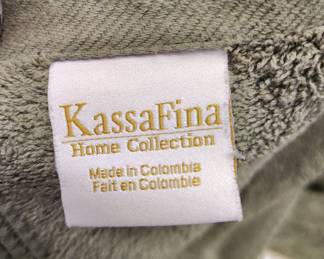 KassaFina
Home Collection
Made in Colombia
Fait en Colombie